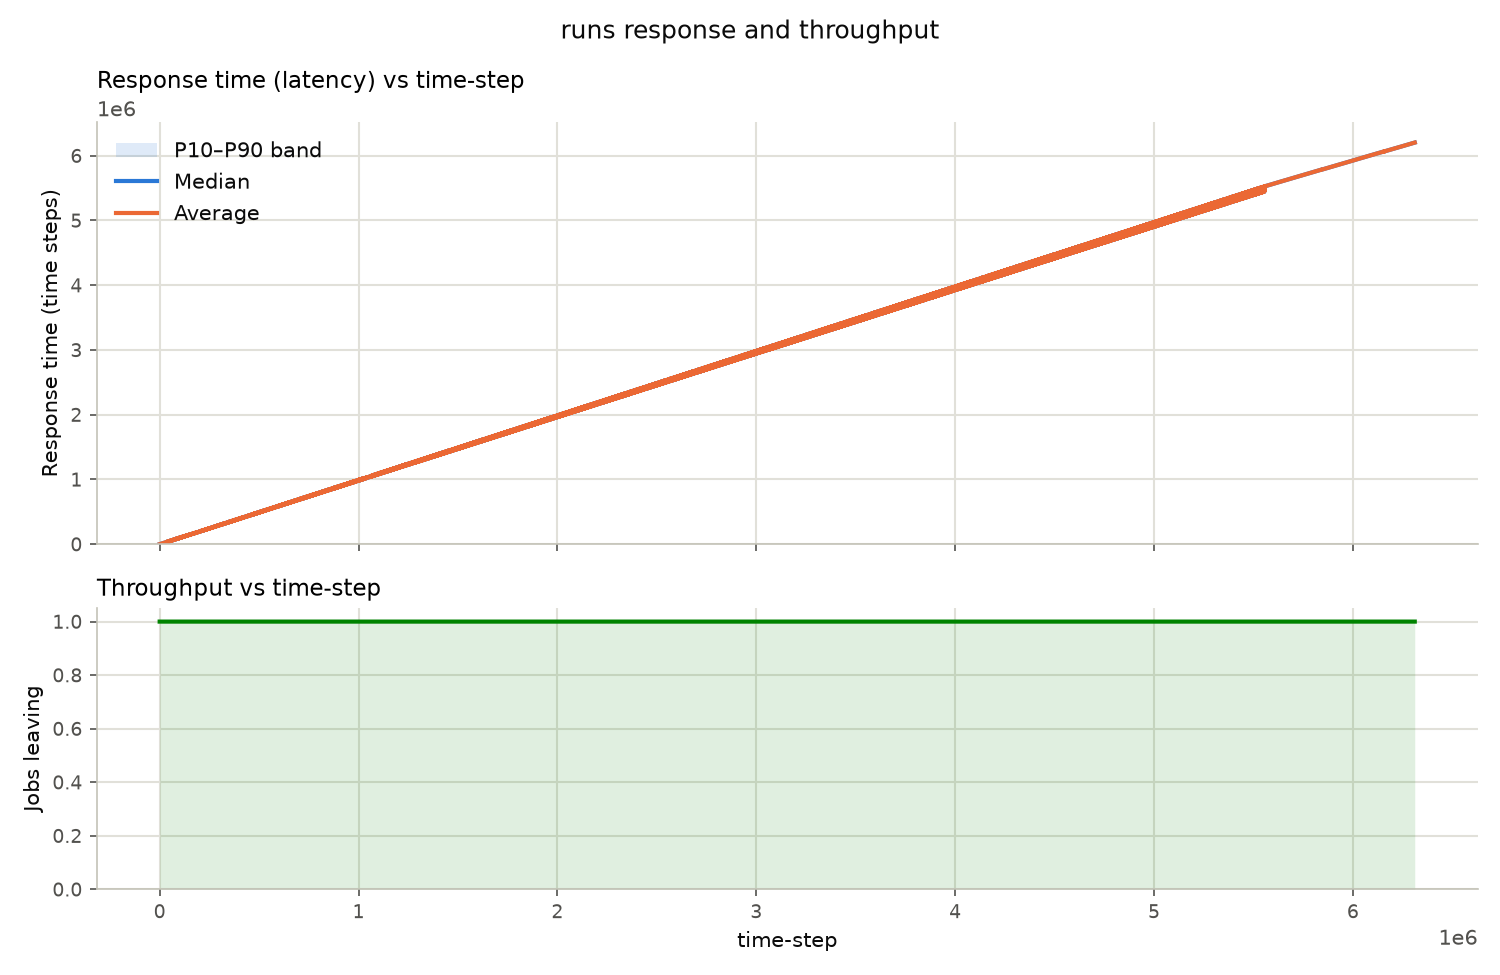 runs response and throughput
Response time (latency) vs time-step
1e6
P10–P90 band
Median
Average
Response time (time steps)
6
5
4
3
2
1
0
Throughput vs time-step
Jobs leaving
1.0
0.8
0.6
0.4
0.2
0.0
0 1 2 3 4 5 6
time-step
1e6